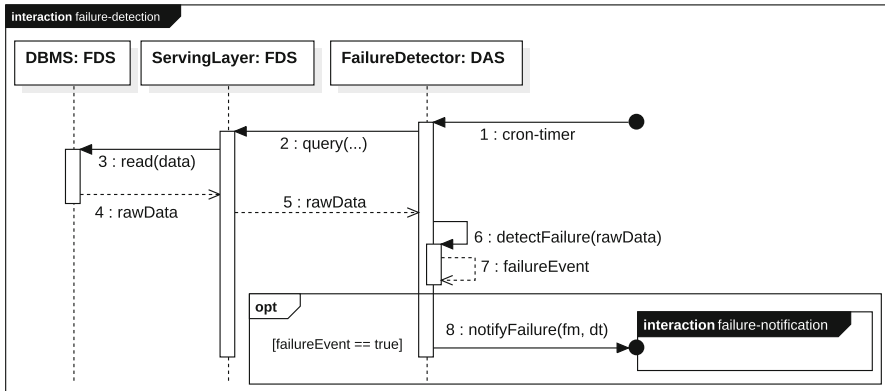 interaction failure-detection
DBMS: FDS
ServingLayer: FDS
FailureDetector: DAS
1 : cron-timer
2 : query(...)
3 : read(data)
4 : rawData
5 : rawData
6 : detectFailure(rawData)
7 : failureEvent
opt
[failureEvent == true]
8 : notifyFailure(fm, dt)
interaction failure-notification